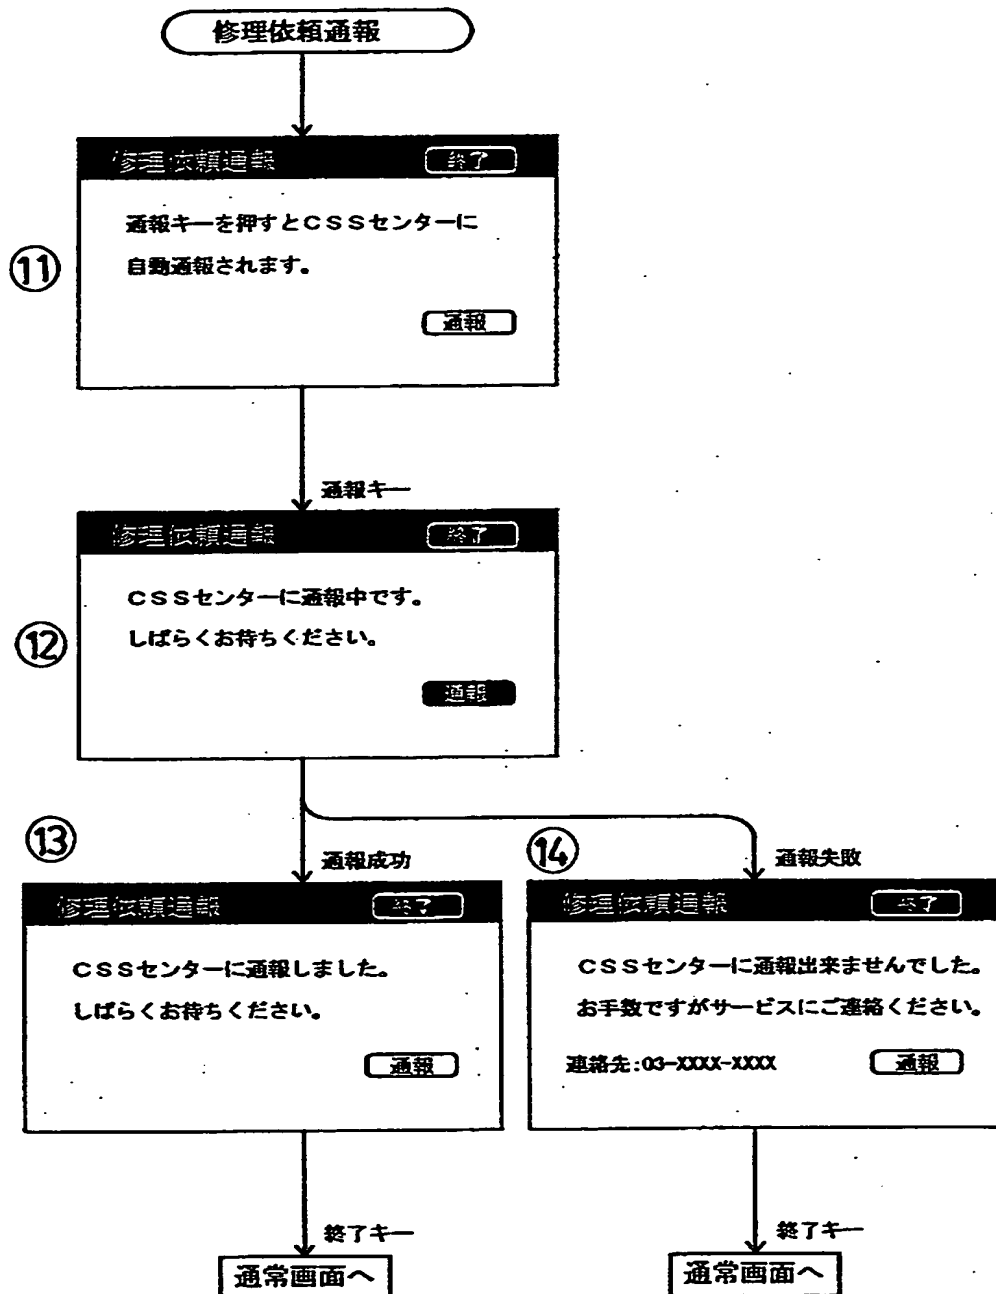 修理依頼通報
修理依頼通報 終了
⑪
通報キーを押すとCSSセンターに
自動通報されます。
通報
通報キー
修理依頼通報 終了
⑫
CSSセンターに通報中です。
しばらくお待ちください。
通報
⑬
通報成功
修理依頼通報 終了
CSSセンターに通報しました。
しばらくお待ちください。
通報
終了キー
通常画面へ
⑭
通報失敗
修理依頼通報 終了
CSSセンターに通報出来ませんでした。
お手数ですがサービスにご連絡ください。
連絡先:03-XXXX-XXXX 通報
終了キー
通常画面へ